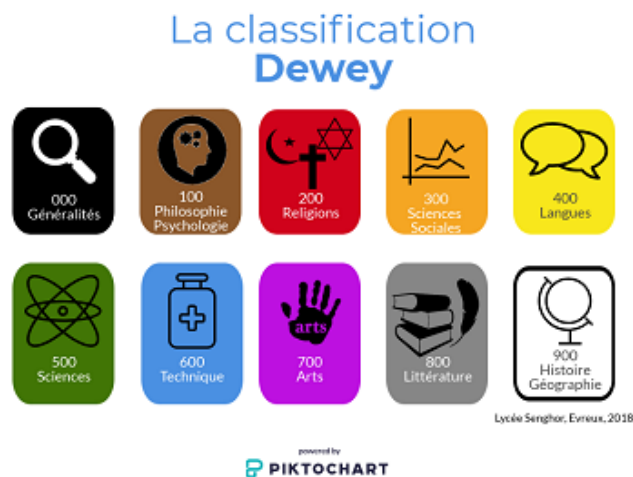 La classification
Dewey
000
Généralités
100
Philosophie
Psychologie
200
Religions
300
Sciences
Sociales
400
Langues
500
Sciences
600
Technique
arts
700
Arts
800
Littérature
900
Histoire
Géographie
Lycée Senghor, Evreux, 2018
powered by
PIKTOCHART